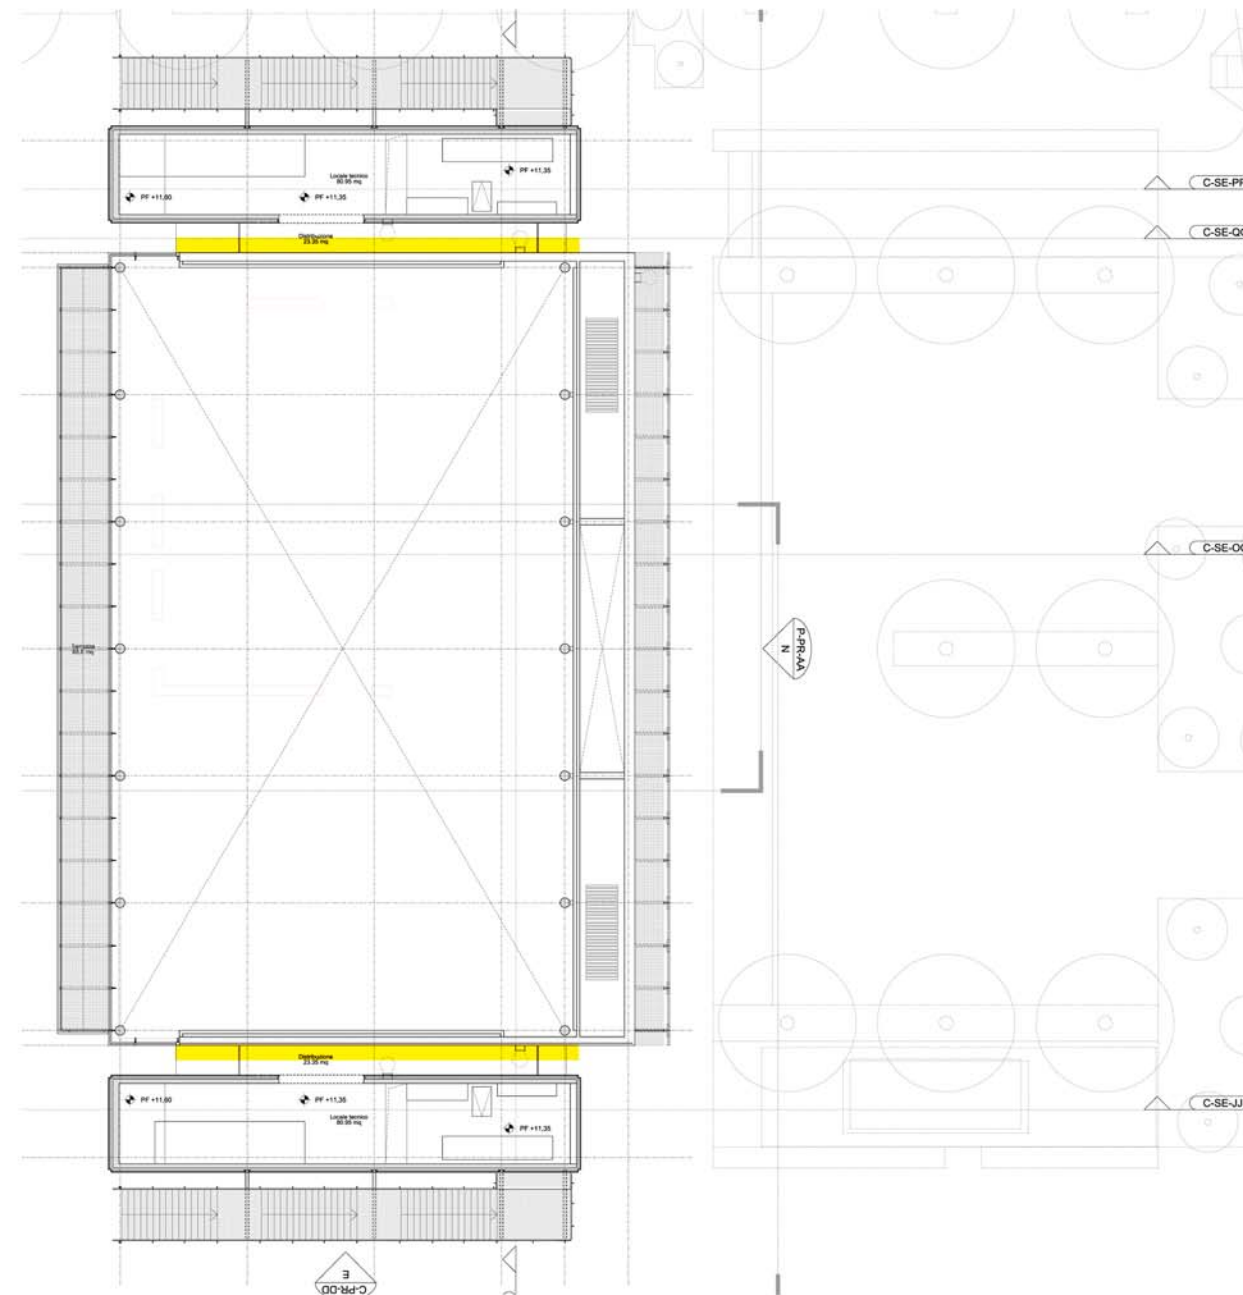 PF +11,35
Locale tecnico
80.95 mq
PF +11,60
PF +11,35
C-SE-PP
Distribuzione
23.35 mq
C-SE-QQ
C-SE-OO
P-PR-AA
N
Distribuzione
23.35 mq
PF +11,60
PF +11,35
C-SE-JJ
Locale tecnico
80.95 mq
PF +11,35
E
C-PR-DD